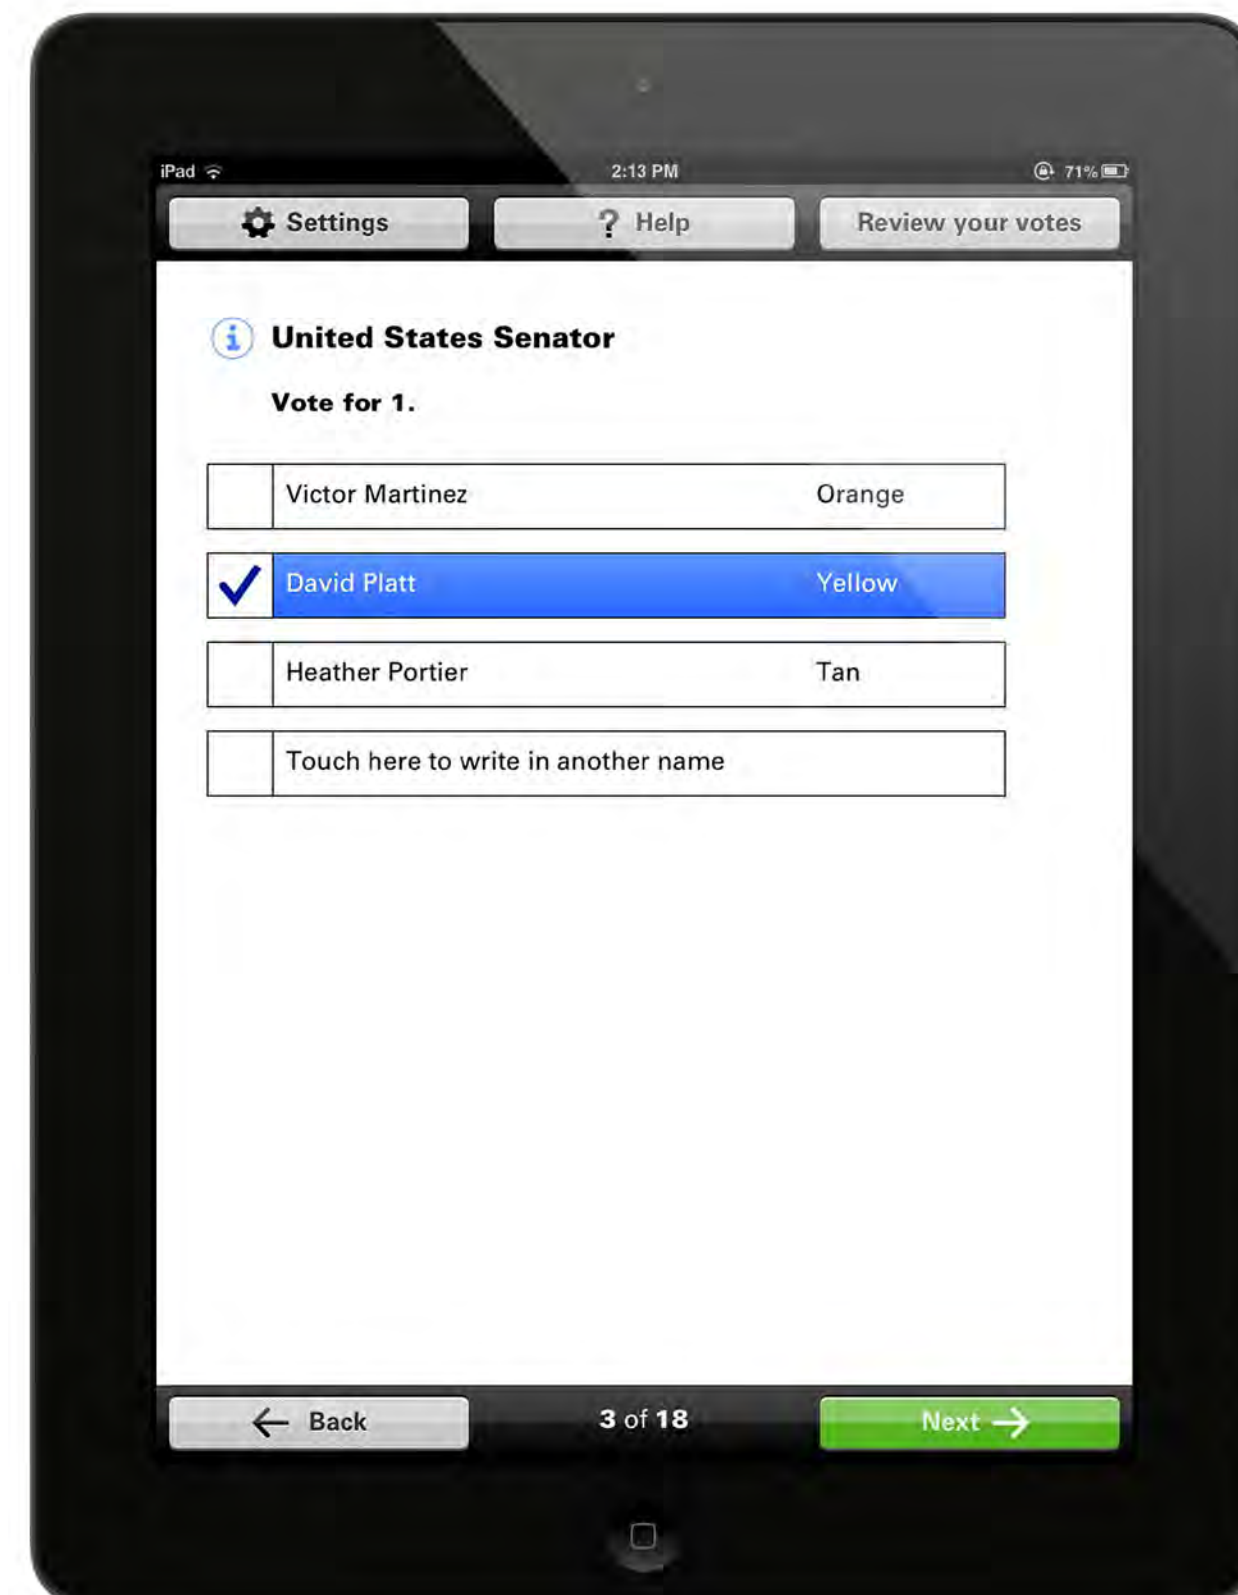 iPad 2:13 PM 71%
Settings ? Help Review your votes
i United States Senator
Vote for 1.
Victor Martinez Orange
David Platt Yellow
Heather Portier Tan
Touch here to write in another name
← Back 3 of 18 Next →